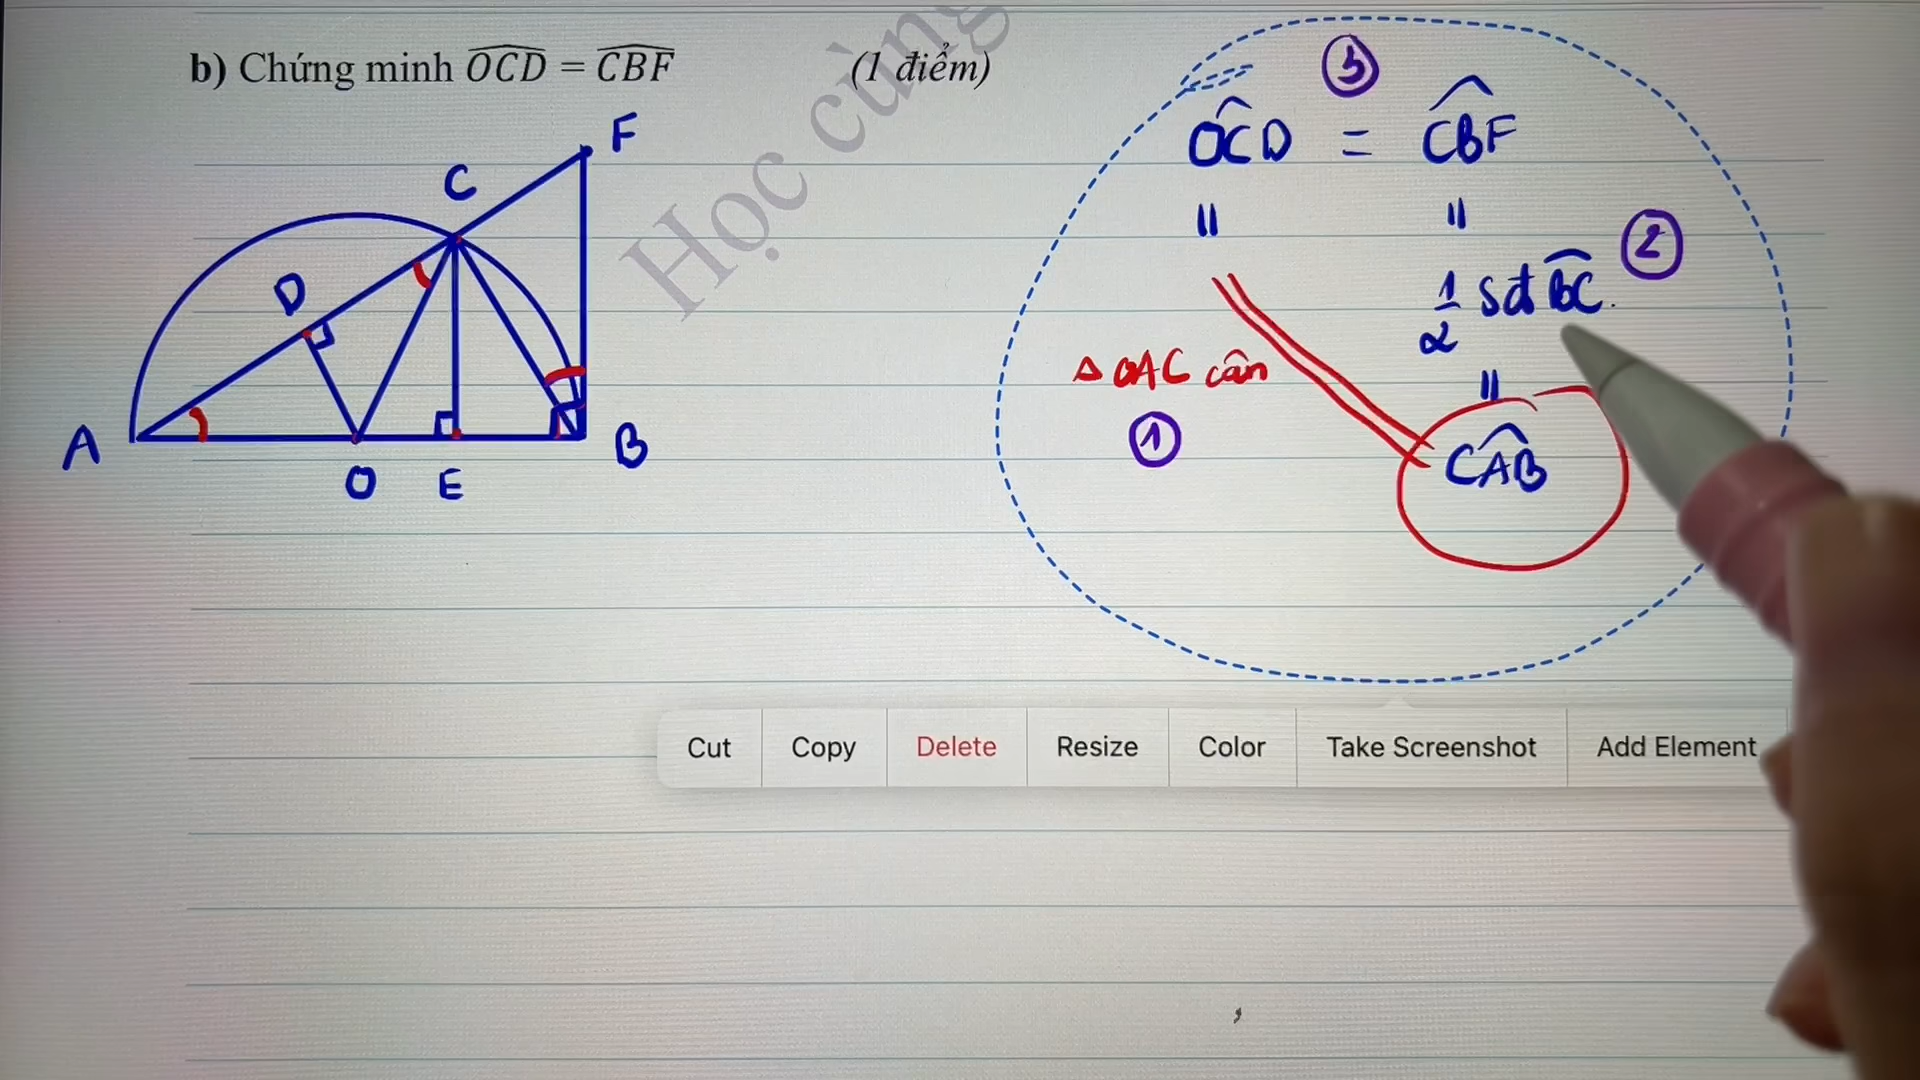 b) Chứng minh OCD = CBF (1 điểm)
Học cùng
F
C
D
A
O
E
B
3
OCD = CBF
=
=
2
1/2 sđ BC.
=
Δ OAC cân
1
CAB
Cut Copy Delete Resize Color Take Screenshot Add Element